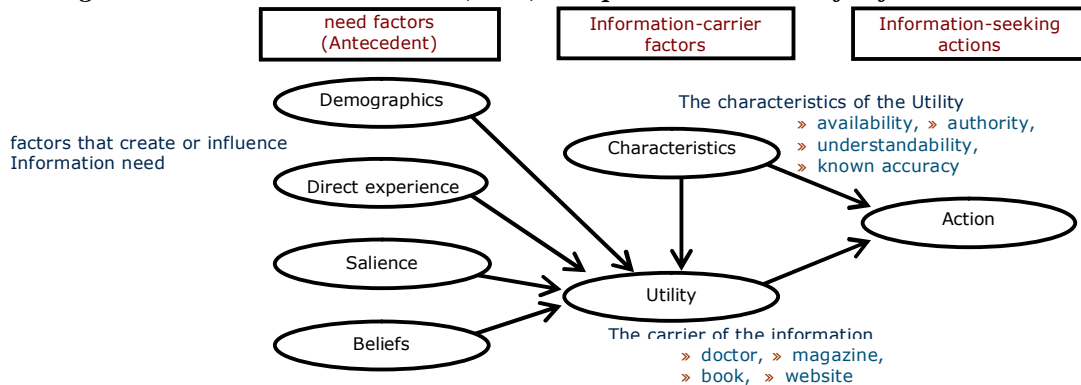 need factors
(Antecedent)
Information-carrier
factors
Information-seeking
actions
Demographics
The characteristics of the Utility
» availability, » authority,
» understandability,
» known accuracy
factors that create or influence
Information need
Characteristics
Direct experience
Action
Salience
Utility
Beliefs
The carrier of the information
» doctor, » magazine,
» book, » website